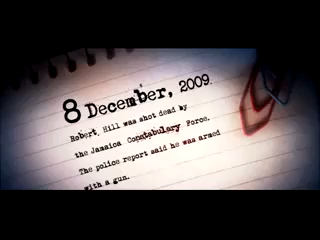 8 December, 2009.
Robert, Hill was shot dead by
the Jamaica Constabulary Force.
The police report said he was armed
with a gun.